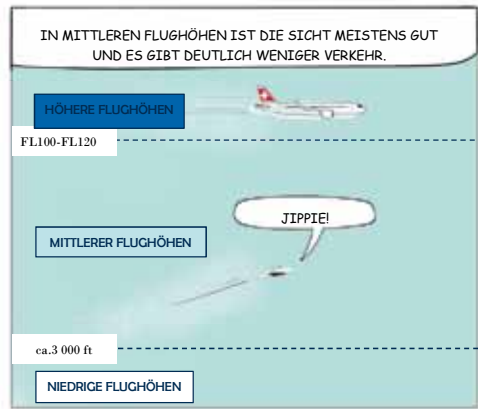 IN MITTLEREN FLUGHÖHEN IST DIE SICHT MEISTENS GUT
UND ES GIBT DEUTLICH WENIGER VERKEHR.
HÖHERE FLUGHÖHEN
FL100-FL120
JIPPIE!
MITTLERER FLUGHÖHEN
ca.3 000 ft
NIEDRIGE FLUGHÖHEN